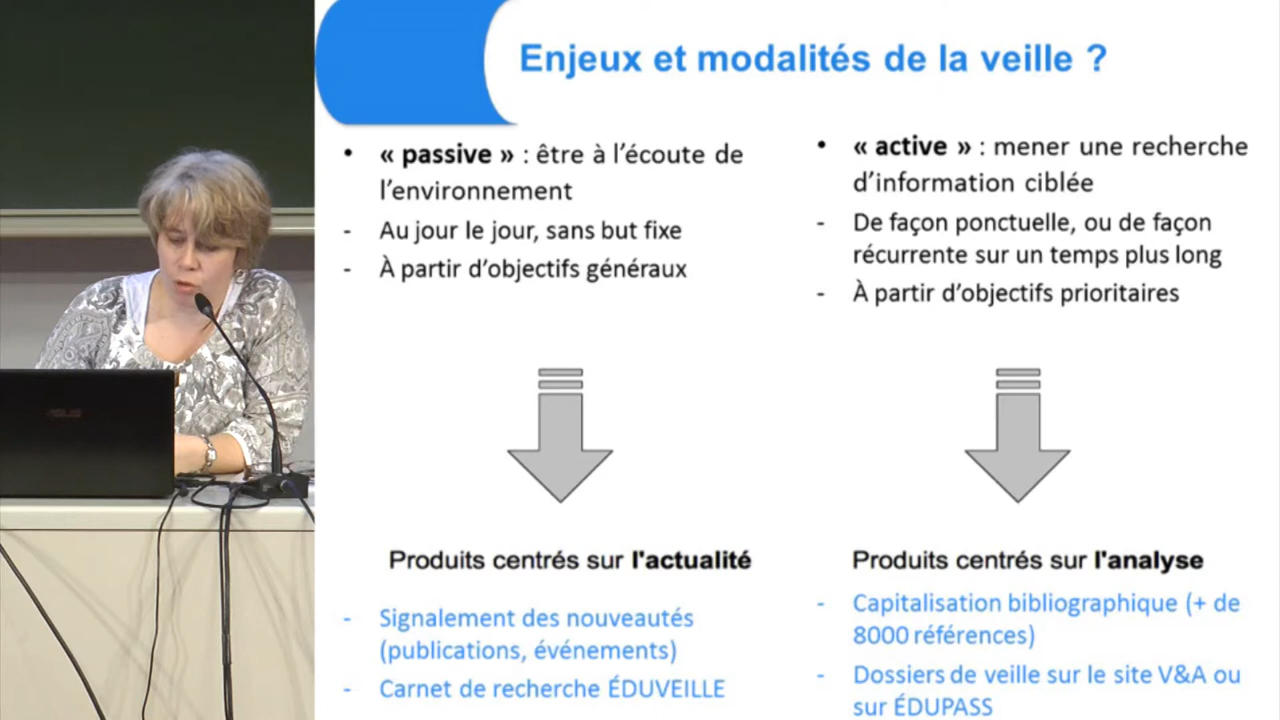 Enjeux et modalités de la veille ?
• « passive » : être à l'écoute de
l'environnement
- Au jour le jour, sans but fixe
- À partir d'objectifs généraux
Produits centrés sur l'actualité
- Signalement des nouveautés
(publications, événements)
- Carnet de recherche ÉDUVEILLE
• « active » : mener une recherche
d'information ciblée
- De façon ponctuelle, ou de façon
récurrente sur un temps plus long
- À partir d'objectifs prioritaires
Produits centrés sur l'analyse
- Capitalisation bibliographique (+ de
8000 références)
- Dossiers de veille sur le site V&A ou
sur ÉDUPASS
ASUS